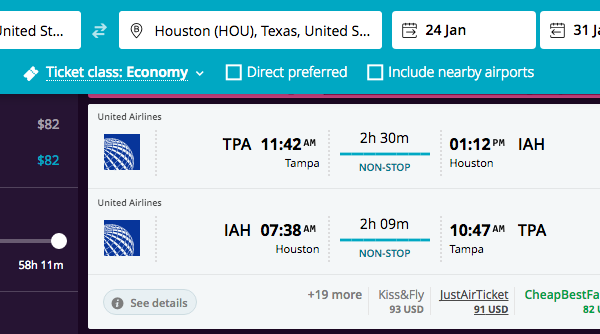 United St...
B
Houston (HOU), Texas, United S...
24 Jan
31 J
Ticket class: Economy
Direct preferred
Include nearby airports
$82
$82
58h 11m
United Airlines
TPA 11:42 AM
Tampa
2h 30m
NON-STOP
01:12 PM IAH
Houston
United Airlines
IAH 07:38 AM
Houston
2h 09m
NON-STOP
10:47 AM TPA
Tampa
See details
+19 more
Kiss&Fly
93 USD
JustAirTicket
91 USD
CheapBestFa
82 U